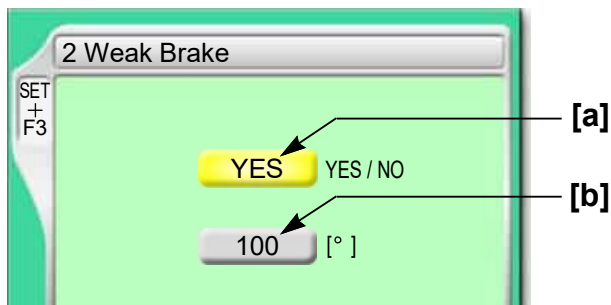 2 Weak Brake
SET
+
F3
[a]
YES YES / NO
[b]
100 [° ]